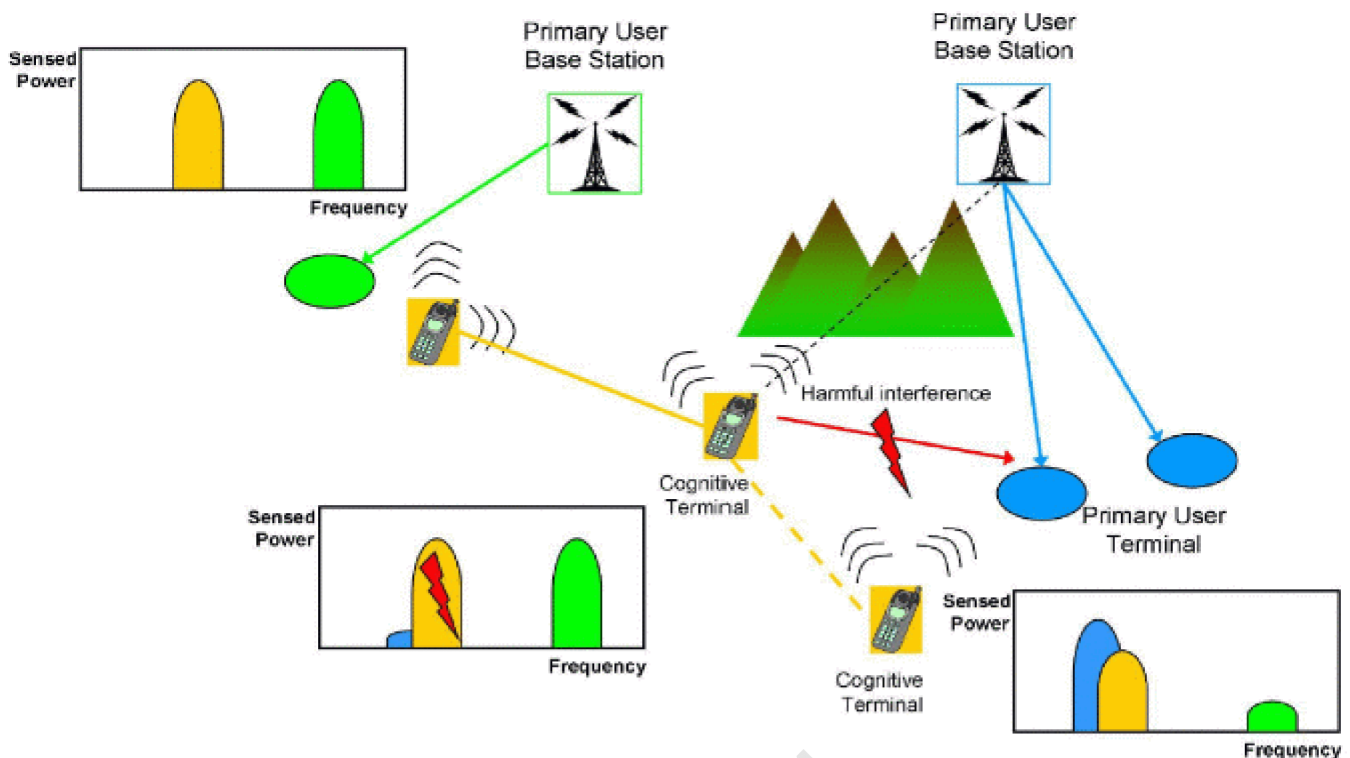 Primary User
Base Station
Primary User
Base Station
Sensed
Power
Frequency
Harmful interference
Cognitive
Terminal
Primary User
Terminal
Sensed
Power
Frequency
Cognitive
Terminal
Sensed
Power
Frequency